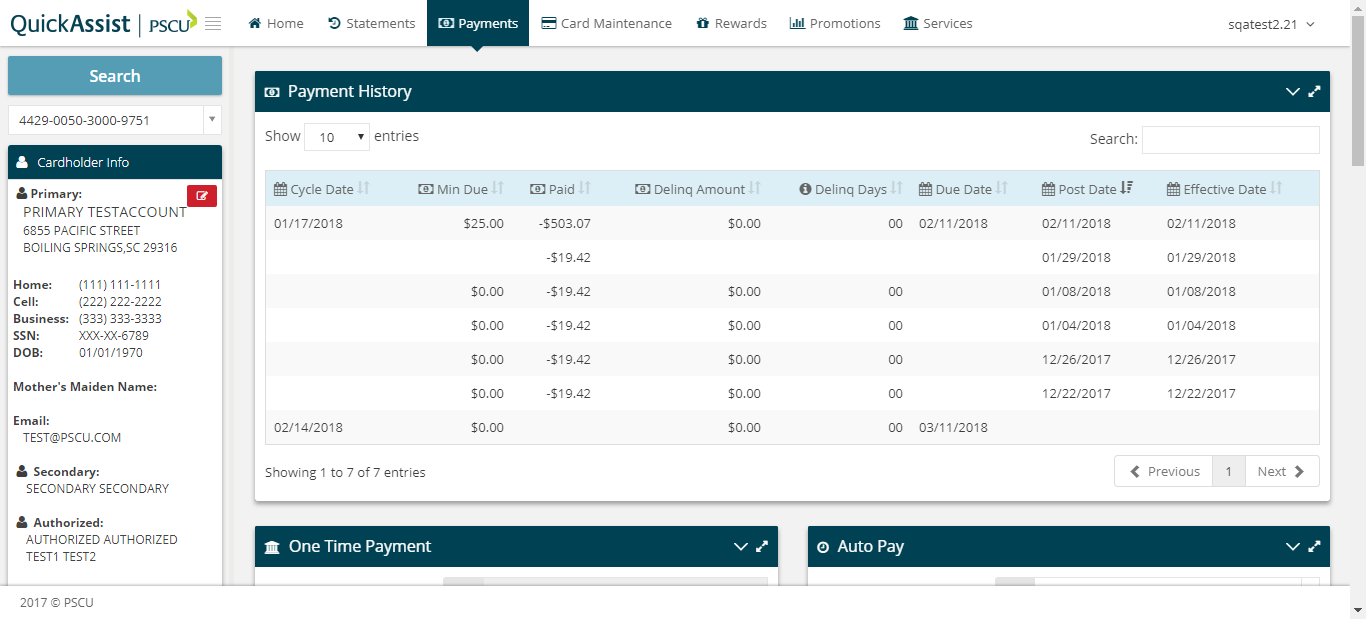 QuickAssist | PSCU
Home Statements Payments Card Maintenance Rewards Promotions Services sqatest2.21
Search
4429-0050-3000-9751
Cardholder Info
Primary:
PRIMARY TESTACCOUNT
6855 PACIFIC STREET
BOILING SPRINGS,SC 29316
Home: (111) 111-1111
Cell: (222) 222-2222
Business: (333) 333-3333
SSN: XXX-XX-6789
DOB: 01/01/1970
Mother's Maiden Name:
Email:
TEST@PSCU.COM
Secondary:
SECONDARY SECONDARY
Authorized:
AUTHORIZED AUTHORIZED
TEST1 TEST2
Payment History
Show 10 entries Search:
Cycle Date Min Due Paid Delinq Amount Delinq Days Due Date Post Date Effective Date
01/17/2018 $25.00 -$503.07 $0.00 00 02/11/2018 02/11/2018 02/11/2018
-$19.42 01/29/2018 01/29/2018
$0.00 -$19.42 $0.00 00 01/08/2018 01/08/2018
$0.00 -$19.42 $0.00 00 01/04/2018 01/04/2018
$0.00 -$19.42 $0.00 00 12/26/2017 12/26/2017
$0.00 -$19.42 $0.00 00 12/22/2017 12/22/2017
02/14/2018 $0.00 $0.00 00 03/11/2018
Showing 1 to 7 of 7 entries Previous 1 Next
One Time Payment
Auto Pay
2017 © PSCU